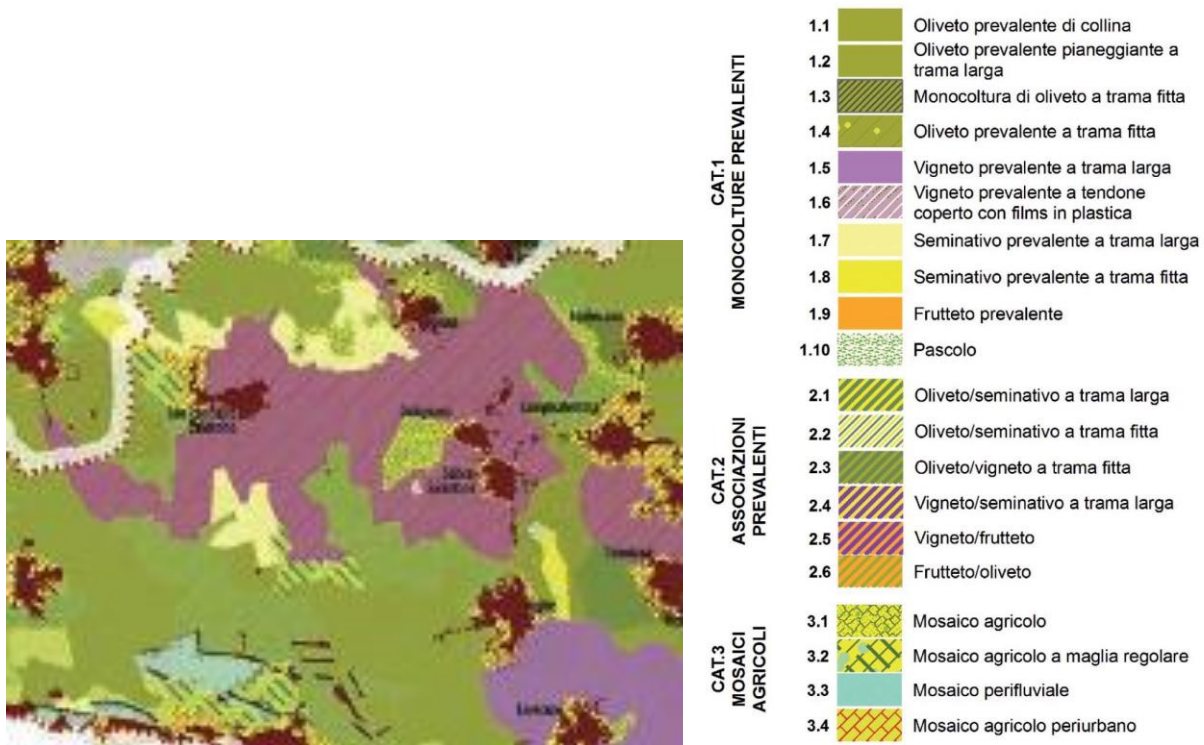 CAT.1
MONOCOLTURE PREVALENTI
1.1 Oliveto prevalente di collina
1.2 Oliveto prevalente pianeggiante a
trama larga
1.3 Monocoltura di oliveto a trama fitta
1.4 Oliveto prevalente a trama fitta
1.5 Vigneto prevalente a trama larga
1.6 Vigneto prevalente a tendone
coperto con films in plastica
1.7 Seminativo prevalente a trama larga
1.8 Seminativo prevalente a trama fitta
1.9 Frutteto prevalente
1.10 Pascolo
CAT.2
ASSOCIAZIONI
PREVALENTI
2.1 Oliveto/seminativo a trama larga
2.2 Oliveto/seminativo a trama fitta
2.3 Oliveto/vigneto a trama fitta
2.4 Vigneto/seminativo a trama larga
2.5 Vigneto/frutteto
2.6 Frutteto/oliveto
CAT.3
MOSAICI
AGRICOLI
3.1 Mosaico agricolo
3.2 Mosaico agricolo a maglia regolare
3.3 Mosaico perifluviale
3.4 Mosaico agricolo periurbano